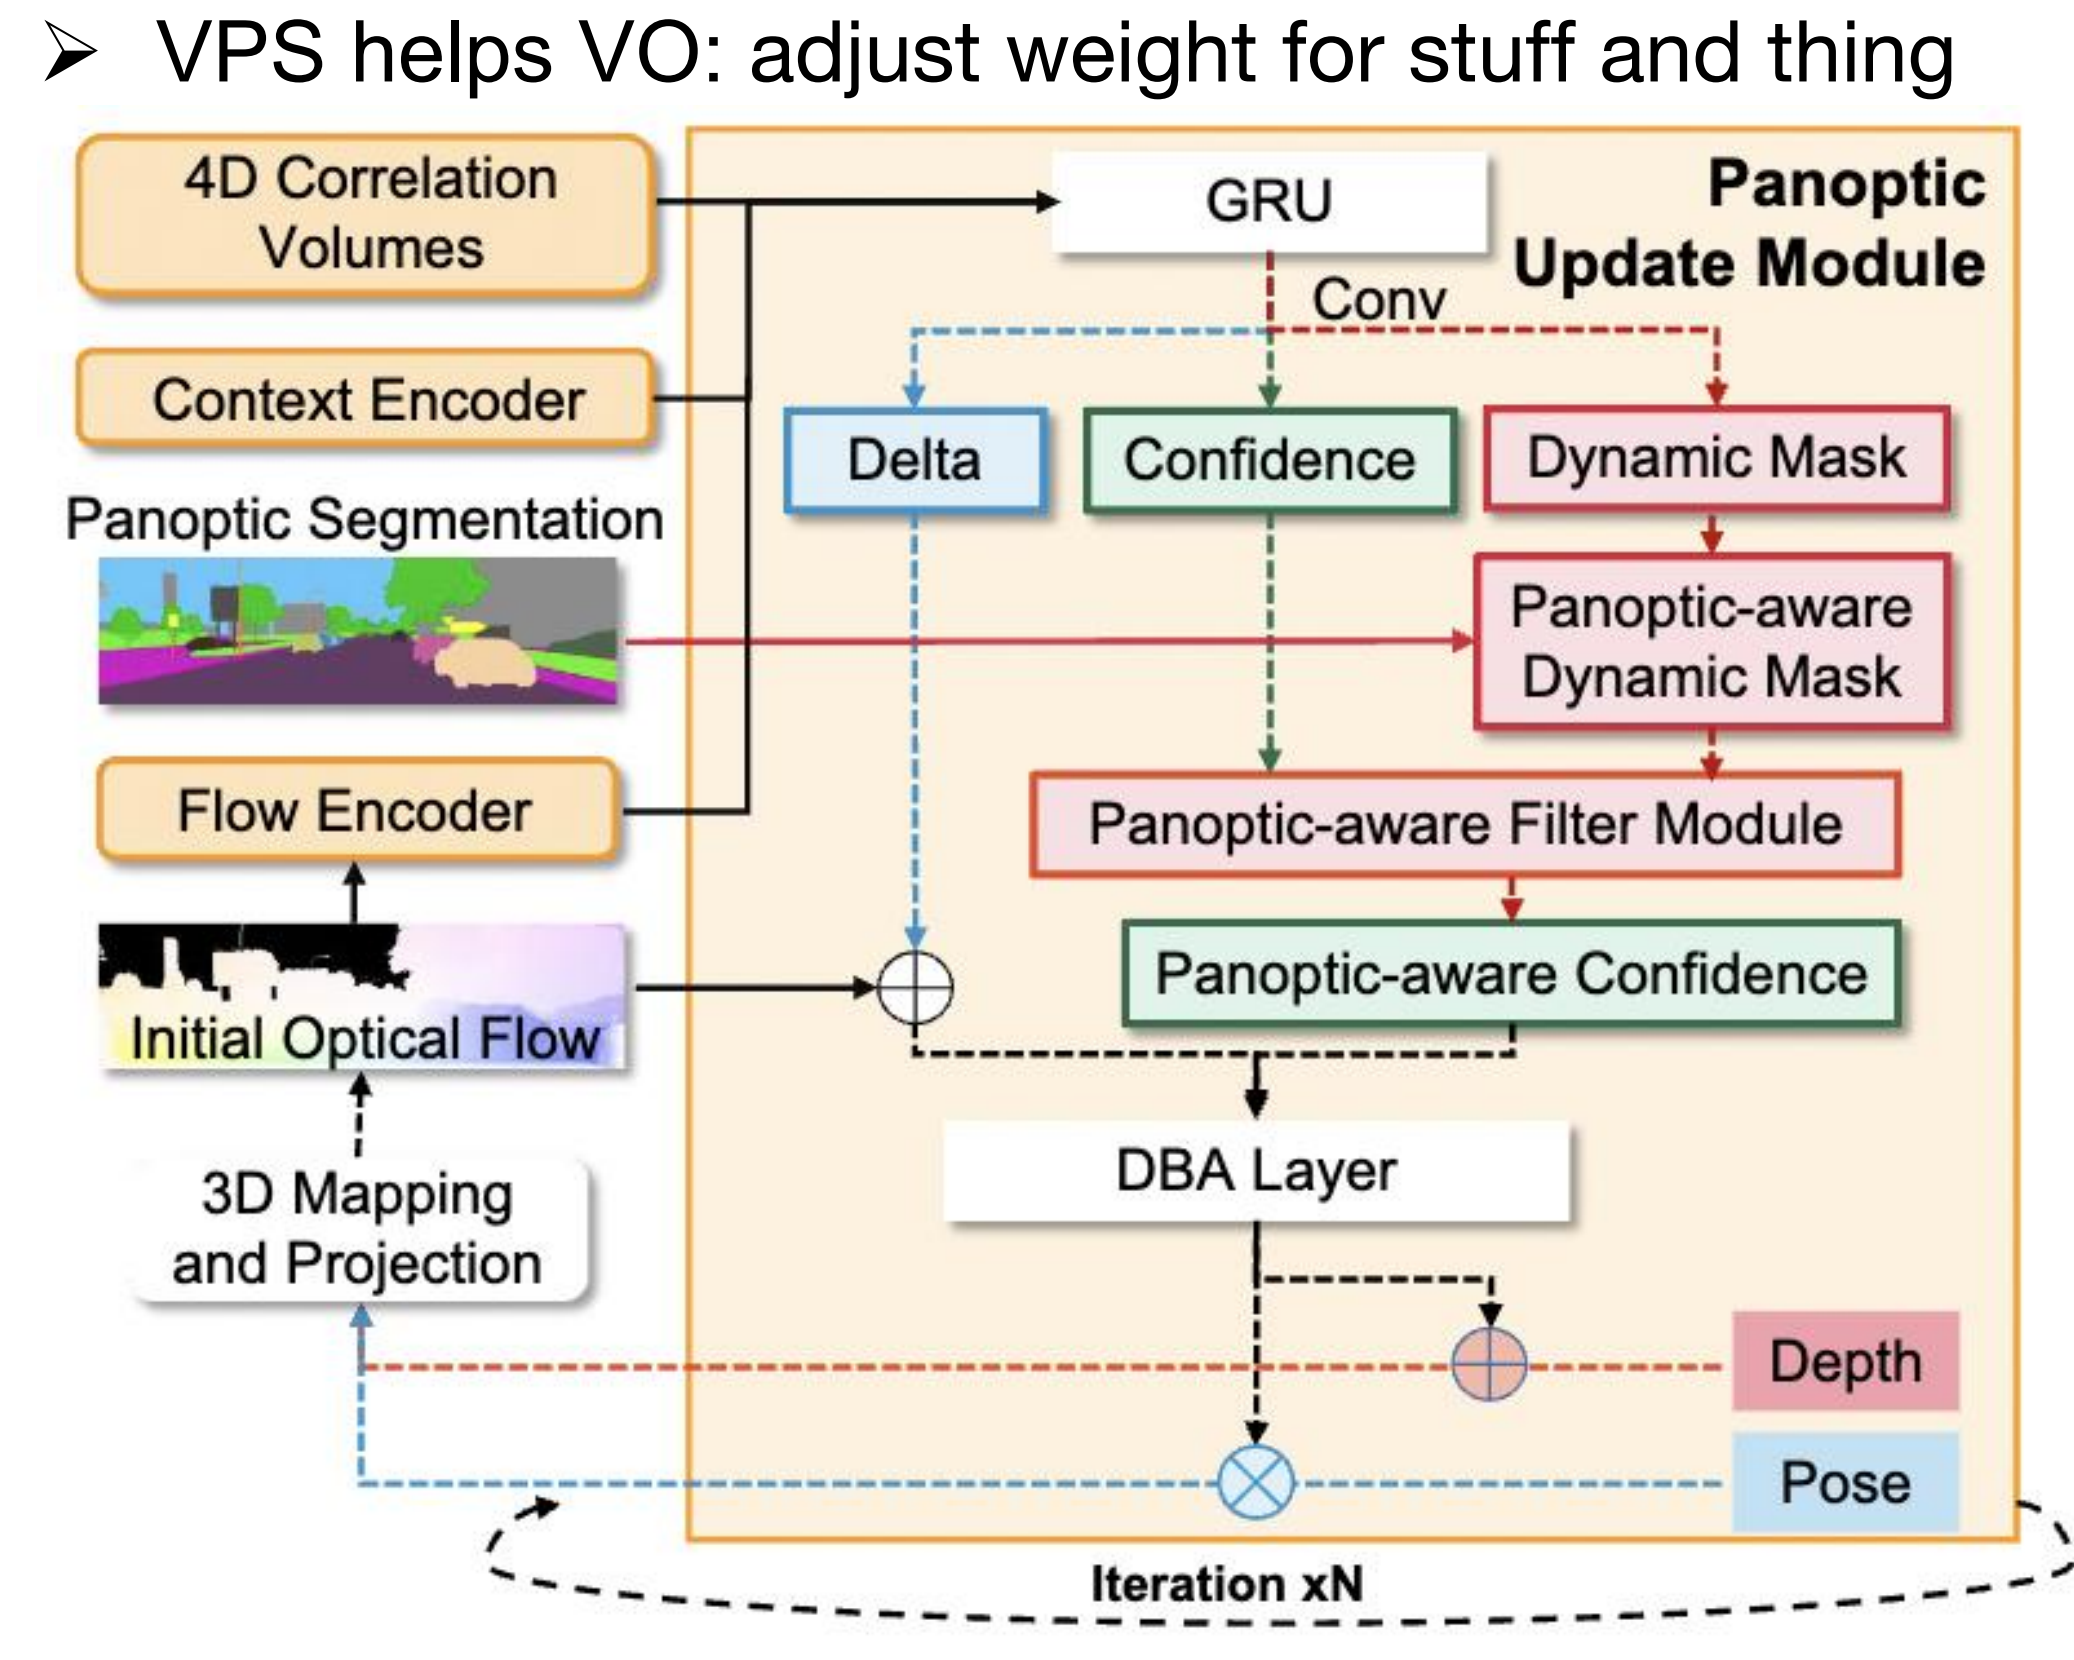 ➢ VPS helps VO: adjust weight for stuff and thing
4D Correlation
Volumes
Context Encoder
Panoptic Segmentation
Flow Encoder
Initial Optical Flow
3D Mapping
and Projection
GRU
Panoptic
Update Module
Conv
Delta
Confidence
Dynamic Mask
Panoptic-aware
Dynamic Mask
Panoptic-aware Filter Module
Panoptic-aware Confidence
DBA Layer
Depth
Pose
Iteration xN